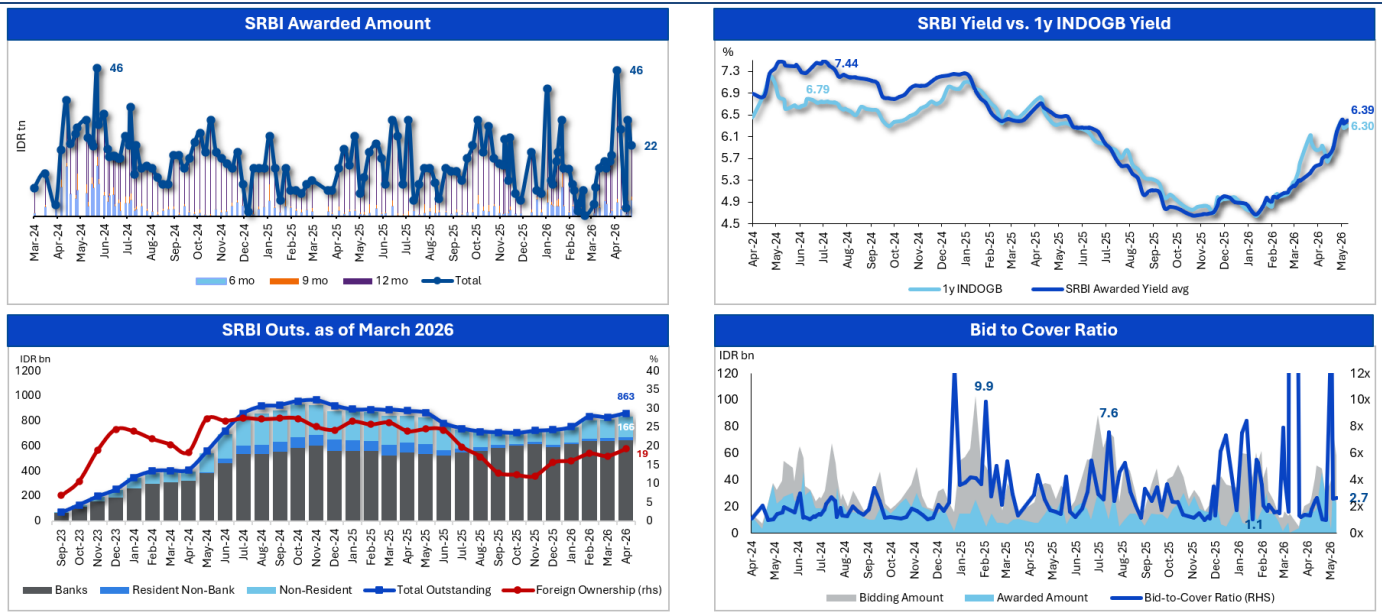 SRBI Awarded Amount
IDR tn
46
46
22
Mar-24 Apr-24 May-24 Jun-24 Jul-24 Aug-24 Sep-24 Oct-24 Nov-24 Dec-24 Jan-25 Feb-25 Mar-25 Apr-25 May-25 Jun-25 Jul-25 Aug-25 Sep-25 Oct-25 Nov-25 Dec-25 Jan-26 Feb-26 Mar-26 Apr-26
6 mo 9 mo 12 mo Total
SRBI Yield vs. 1y INDOGB Yield
%
7.3
6.9
6.5
6.1
5.7
5.3
4.9
4.5
7.44
6.79
6.39
6.30
Apr-24 May-24 Jun-24 Jul-24 Aug-24 Sep-24 Oct-24 Nov-24 Dec-24 Jan-25 Feb-25 Mar-25 Apr-25 May-25 Jun-25 Jul-25 Aug-25 Sep-25 Oct-25 Nov-25 Dec-25 Jan-26 Feb-26 Mar-26 Apr-26 May-26
1y INDOGB SRBI Awarded Yield avg
SRBI Outs. as of March 2026
IDR bn %
1200 40
35
1000 30
800 25
600 20
15
400 10
200 5
0 0
863
166
19
Sep-23 Oct-23 Nov-23 Dec-23 Jan-24 Feb-24 Mar-24 Apr-24 May-24 Jun-24 Jul-24 Aug-24 Sep-24 Oct-24 Nov-24 Dec-24 Jan-25 Feb-25 Mar-25 Apr-25 May-25 Jun-25 Jul-25 Aug-25 Sep-25 Oct-25 Nov-25 Dec-25 Jan-26 Feb-26 Mar-26 Apr-26
Banks Resident Non-Bank Non-Resident Total Outstanding Foreign Ownership (rhs)
Bid to Cover Ratio
IDR bn
120 12x
100 10x
80 8x
60 6x
40 4x
20 2x
0 0x
9.9
7.6
1.1
2.7
Apr-24 May-24 Jun-24 Jul-24 Aug-24 Sep-24 Oct-24 Nov-24 Dec-24 Jan-25 Feb-25 Mar-25 Apr-25 May-25 Jun-25 Jul-25 Aug-25 Sep-25 Oct-25 Nov-25 Dec-25 Jan-26 Feb-26 Mar-26 Apr-26 May-26
Bidding Amount Awarded Amount Bid-to-Cover Ratio (RHS)